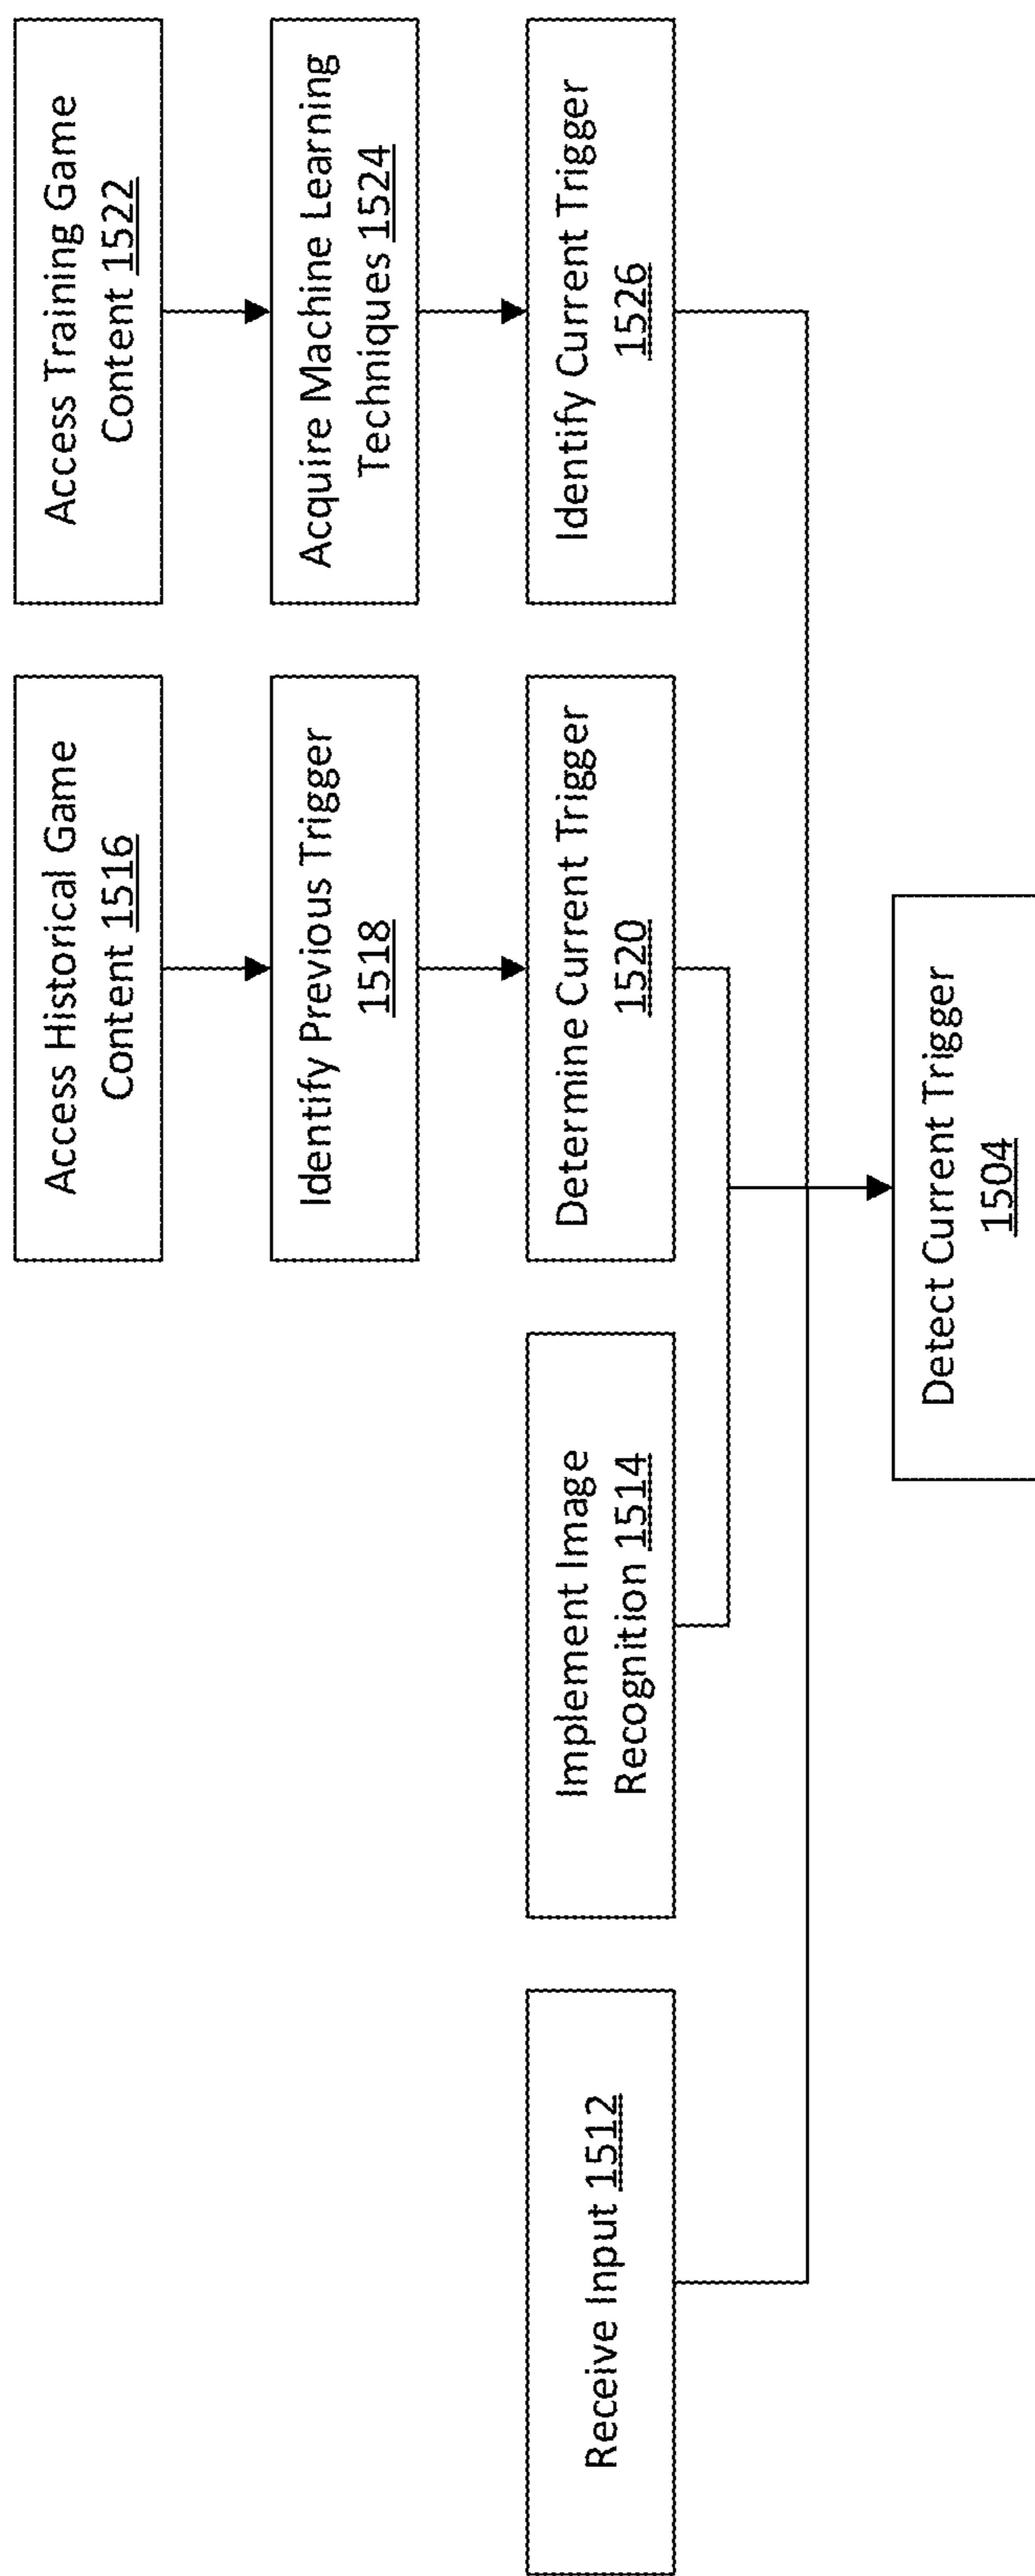 Access Historical Game
Content 1516
Access Training Game
Content 1522
Identify Previous Trigger
1518
Acquire Machine Learning
Techniques 1524
Receive Input 1512
Implement Image
Recognition 1514
Determine Current Trigger
1520
Identify Current Trigger
1526
Detect Current Trigger
1504